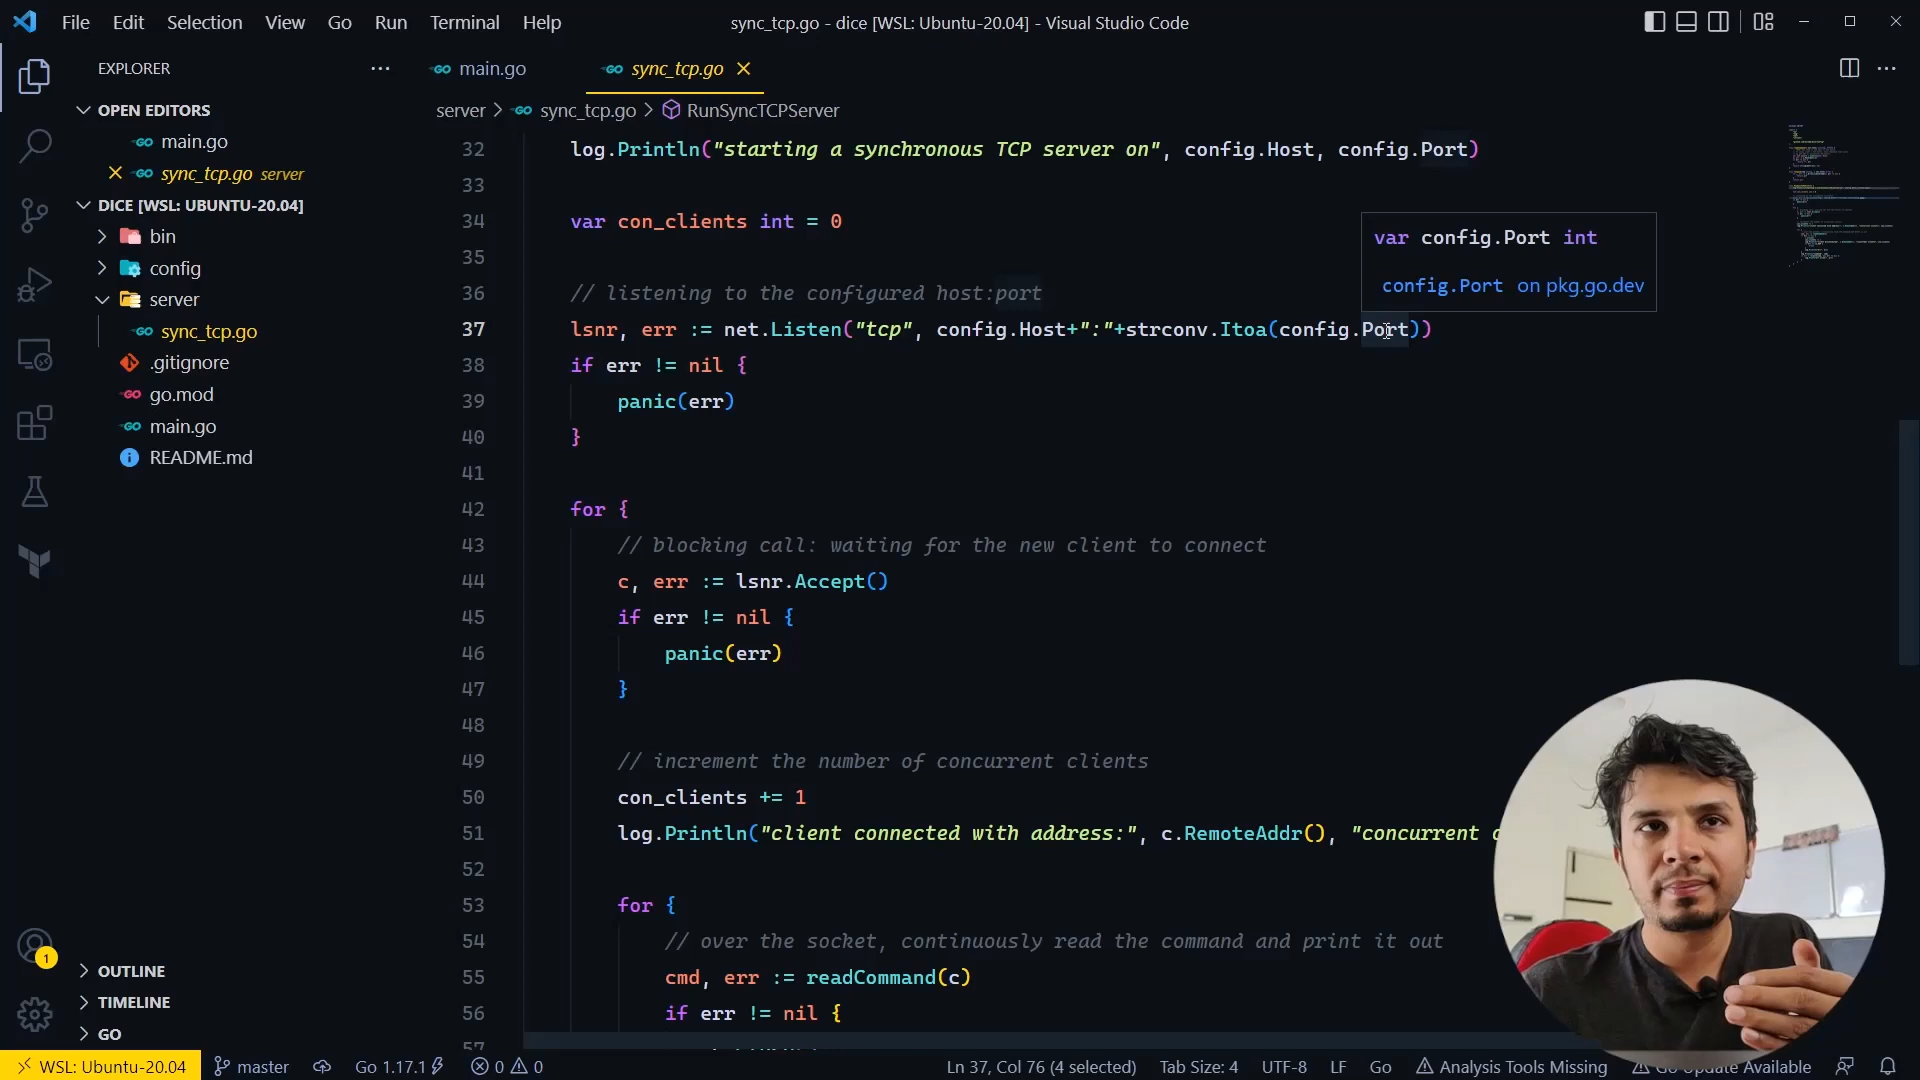 File Edit Selection View Go Run Terminal Help
sync_tcp.go - dice [WSL: Ubuntu-20.04] - Visual Studio Code
EXPLORER
OPEN EDITORS
main.go
sync_tcp.go server
DICE [WSL: UBUNTU-20.04]
bin
config
server
sync_tcp.go
.gitignore
go.mod
main.go
README.md
OUTLINE
TIMELINE
GO
main.go
sync_tcp.go
server > sync_tcp.go > RunSyncTCPServer
32 log.Println("starting a synchronous TCP server on", config.Host, config.Port)
33
34 var con_clients int = 0
35
36 // listening to the configured host:port
37 lsnr, err := net.Listen("tcp", config.Host+":"+strconv.Itoa(config.Port))
38 if err != nil {
39 panic(err)
40 }
41
42 for {
43 // blocking call: waiting for the new client to connect
44 c, err := lsnr.Accept()
45 if err != nil {
46 panic(err)
47 }
48
49 // increment the number of concurrent clients
50 con_clients += 1
51 log.Println("client connected with address:", c.RemoteAddr(), "concurrent
52
53 for {
54 // over the socket, continuously read the command and print it out
55 cmd, err := readCommand(c)
56 if err != nil {
57
var config.Port int
config.Port on pkg.go.dev
1
WSL: Ubuntu-20.04 master Go 1.17.1 0 0 Ln 37, Col 76 (4 selected) Tab Size: 4 UTF-8 LF Go Analysis Tools Missing Go Update Available